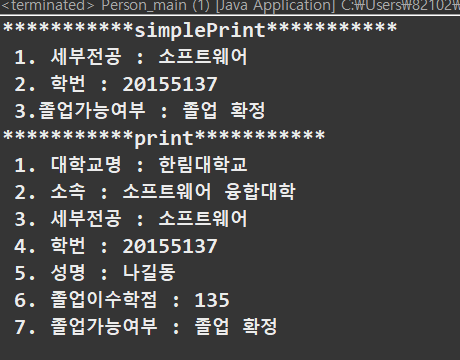 <terminated> Person_main (1) [Java Application] C:\Users\82102\
***********simplePrint***********
1. 세부전공 : 소프트웨어
2. 학번 : 20155137
3.졸업가능여부 : 졸업 확정
***********print***********
1. 대학교명 : 한림대학교
2. 소속 : 소프트웨어 융합대학
3. 세부전공 : 소프트웨어
4. 학번 : 20155137
5. 성명 : 나길동
6. 졸업이수학점 : 135
7. 졸업가능여부 : 졸업 확정